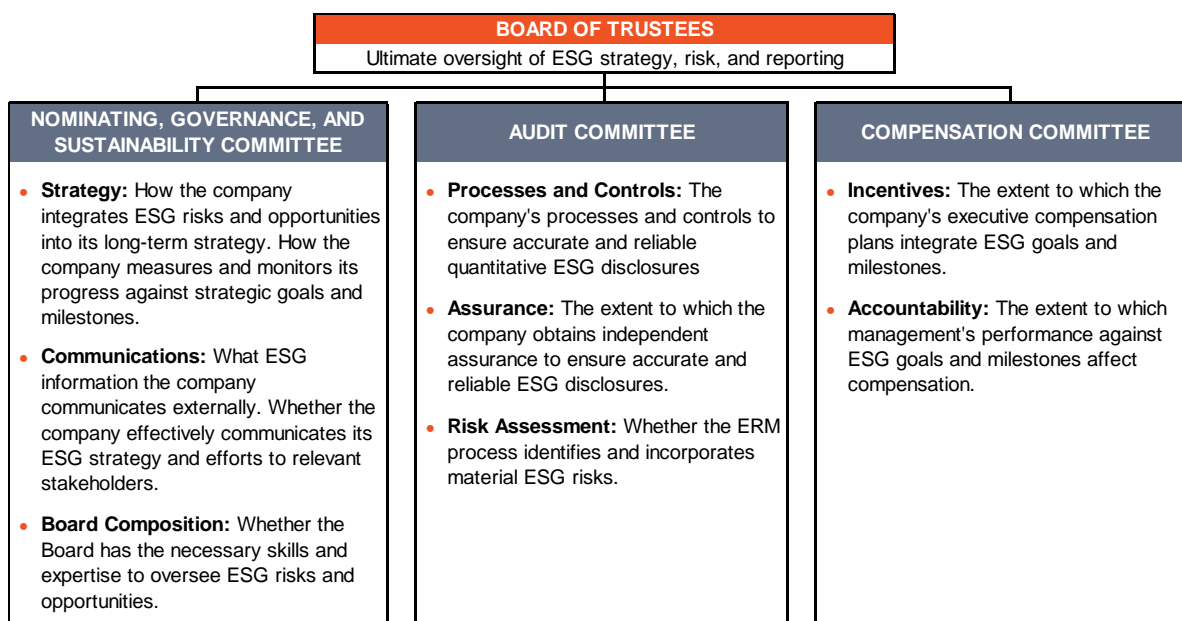 BOARD OF TRUSTEES
Ultimate oversight of ESG strategy, risk, and reporting
NOMINATING, GOVERNANCE, AND
SUSTAINABILITY COMMITTEE
• Strategy: How the company
integrates ESG risks and opportunities
into its long-term strategy. How the
company measures and monitors its
progress against strategic goals and
milestones.
• Communications: What ESG
information the company
communicates externally. Whether the
company effectively communicates its
ESG strategy and efforts to relevant
stakeholders.
• Board Composition: Whether the
Board has the necessary skills and
expertise to oversee ESG risks and
opportunities.
AUDIT COMMITTEE
• Processes and Controls: The
company's processes and controls to
ensure accurate and reliable
quantitative ESG disclosures
• Assurance: The extent to which the
company obtains independent
assurance to ensure accurate and
reliable ESG disclosures.
• Risk Assessment: Whether the ERM
process identifies and incorporates
material ESG risks.
COMPENSATION COMMITTEE
• Incentives: The extent to which the
company's executive compensation
plans integrate ESG goals and
milestones.
• Accountability: The extent to which
management's performance against
ESG goals and milestones affect
compensation.